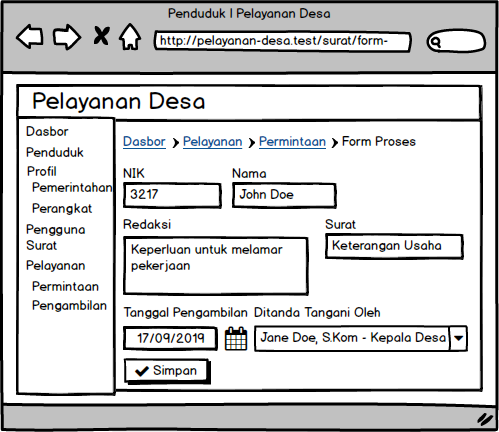 Penduduk | Pelayanan Desa
http://pelayanan-desa.test/surat/form-
Pelayanan Desa
Dasbor
Penduduk
Profil
Pemerintahan
Perangkat
Pengguna
Surat
Pelayanan
Permintaan
Pengambilan
Dasbor > Pelayanan > Permintaan > Form Proses
NIK Nama
3217 John Doe
Redaksi Surat
Keperluan untuk melamar
pekerjaan
Keterangan Usaha
Tanggal Pengambilan Ditanda Tangani Oleh
17/09/2019 Jane Doe, S.Kom - Kepala Desa
Simpan